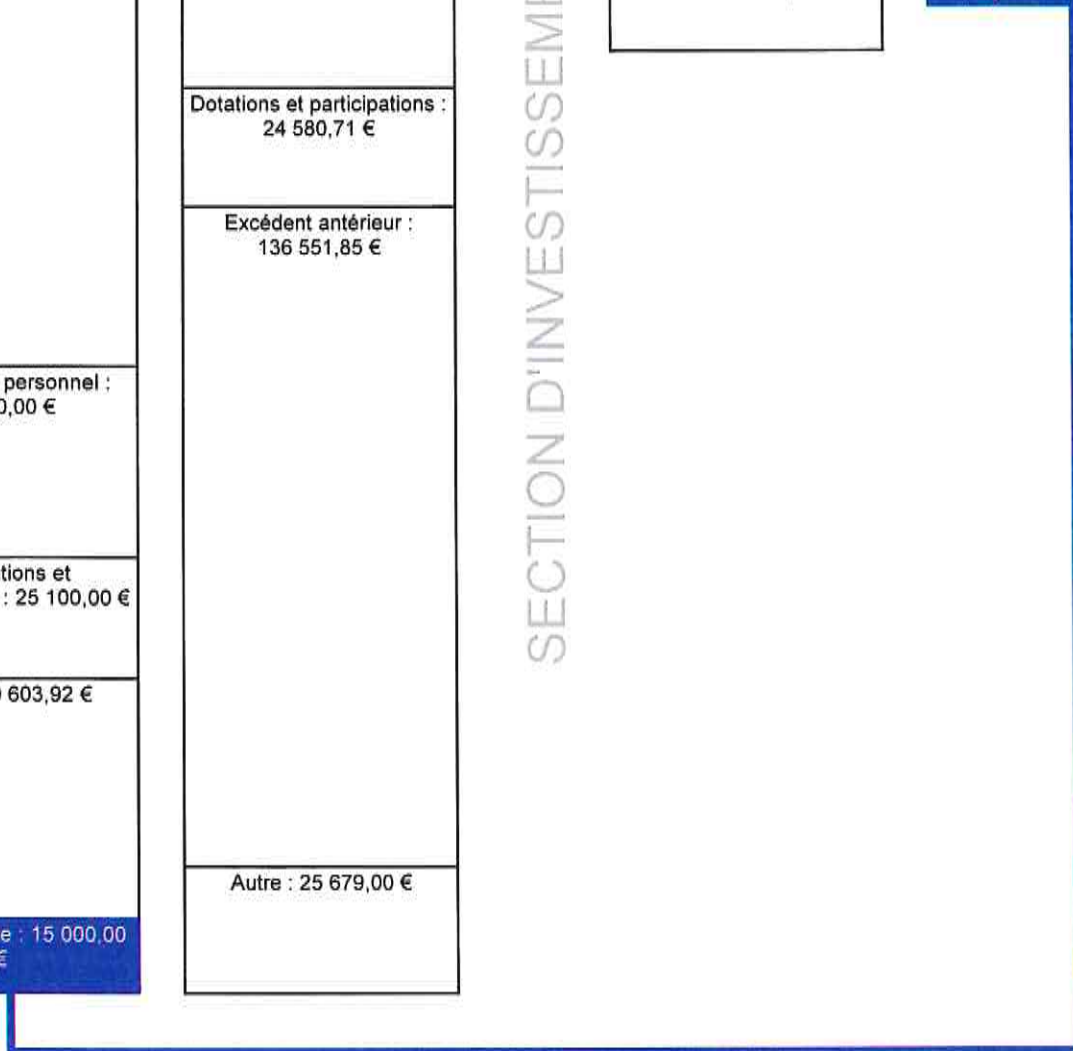 personnel :
0,00 €
tions et
: 25 100,00 €
603,92 €
e : 15 000,00
€
Dotations et participations :
24 580,71 €
Excédent antérieur :
136 551,85 €
Autre : 25 679,00 €
SECTION D'INVESTISSEM